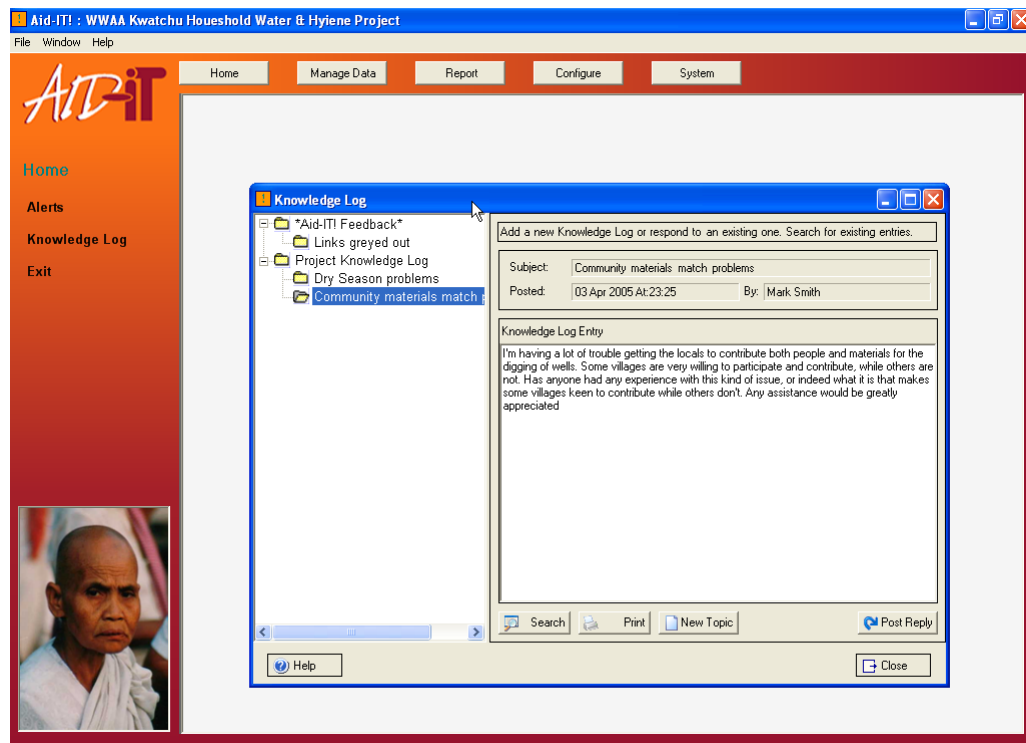 Aid-IT! : WWAA Kwatchu Houeshold Water & Hyiene Project
File Window Help
AID-iT
Home Manage Data Report Configure System
Home
Alerts
Knowledge Log
Exit
Knowledge Log
*Aid-IT! Feedback*
Links greyed out
Project Knowledge Log
Dry Season problems
Community materials match
Add a new Knowledge Log or respond to an existing one. Search for existing entries.
Subject: Community materials match problems
Posted: 03 Apr 2005 At:23:25 By: Mark Smith
Knowledge Log Entry
I'm having a lot of trouble getting the locals to contribute both people and materials for the
digging of wells. Some villages are very willing to participate and contribute, while others are
not. Has anyone had any experience with this kind of issue, or indeed what it is that makes
some villages keen to contribute while others don't. Any assistance would be greatly
appreciated
Search Print New Topic Post Reply
Help Close